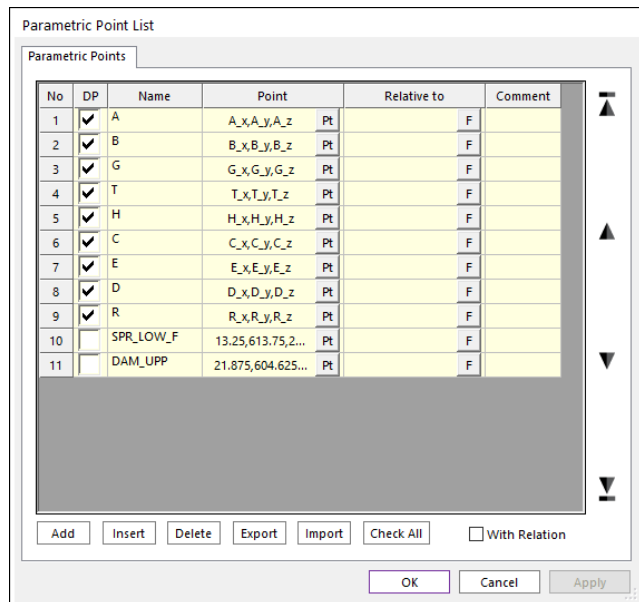 Parametric Point List
Parametric Points
No DP Name Point Relative to Comment
1 A A_x,A_y,A_z Pt F
2 B B_x,B_y,B_z Pt F
3 G G_x,G_y,G_z Pt F
4 T T_x,T_y,T_z Pt F
5 H H_x,H_y,H_z Pt F
6 C C_x,C_y,C_z Pt F
7 E E_x,E_y,E_z Pt F
8 D D_x,D_y,D_z Pt F
9 R R_x,R_y,R_z Pt F
10 SPR_LOW_F 13.25,613.75,2... Pt F
11 DAM_UPP 21.875,604.625... Pt F
Add Insert Delete Export Import Check All With Relation
OK Cancel Apply